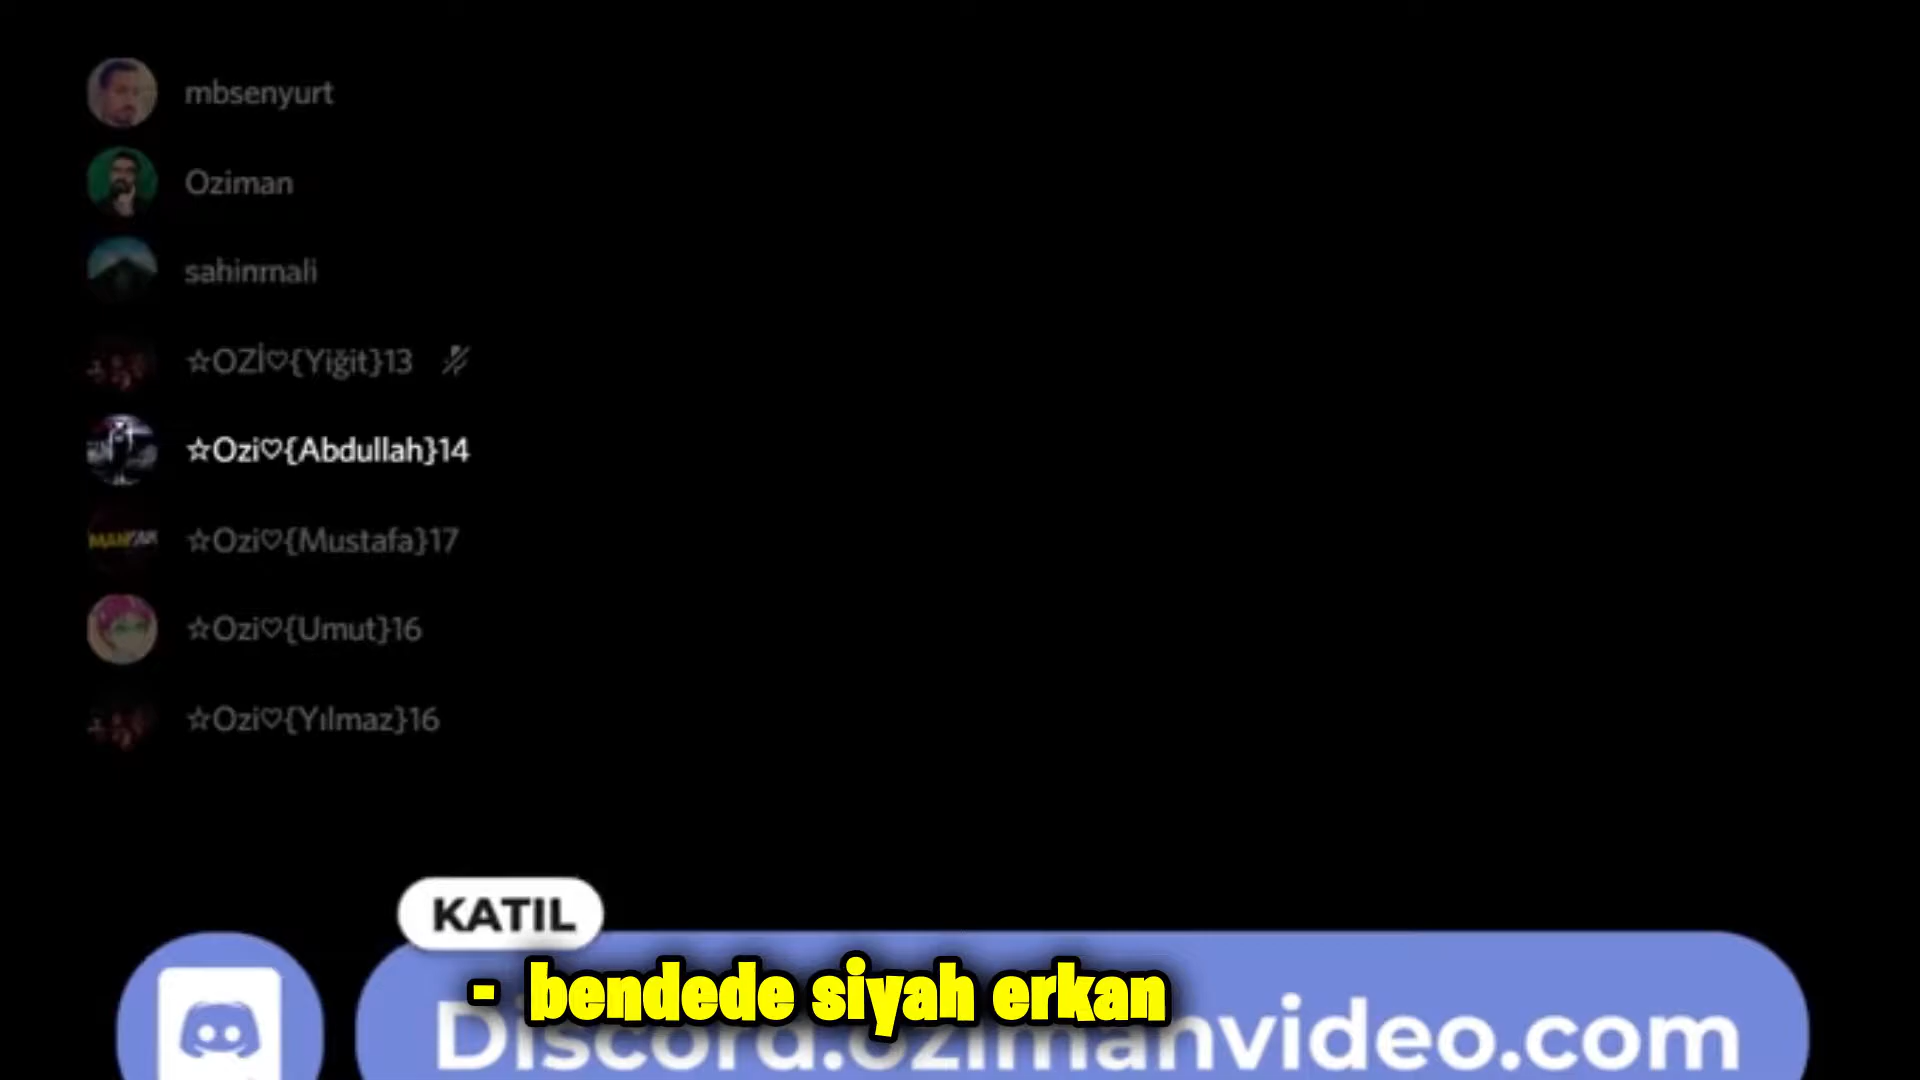 mbsenyurt
Oziman
sahinmali
☆OZİ♡{Yiğit}13
☆Ozi♡{Abdullah}14
MANYAK
☆Ozi♡{Mustafa}17
☆Ozi♡{Umut}16
☆Ozi♡{Yılmaz}16
KATIL
- bendede siyah erkan
Discord.ozimanvideo.com